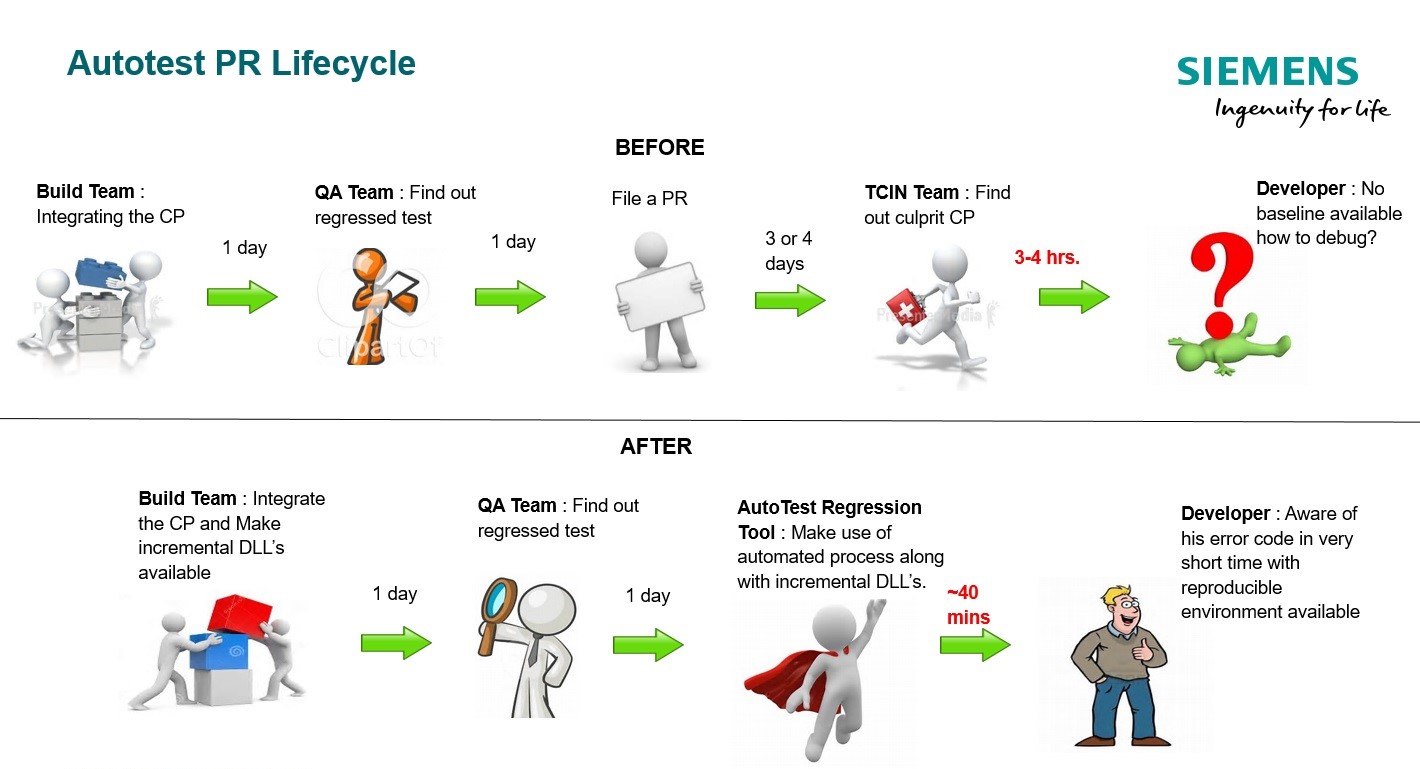 Autotest PR Lifecycle
SIEMENS
Ingenuity for life
BEFORE
Build Team :
Integrating the CP
1 day
QA Team : Find out
regressed test
1 day
File a PR
3 or 4
days
TCIN Team : Find
out culprit CP
3-4 hrs.
Developer : No
baseline available
how to debug?
ClipartOf
AFTER
Build Team : Integrate
the CP and Make
incremental DLL's
available
1 day
QA Team : Find out
regressed test
1 day
AutoTest Regression
Tool : Make use of
automated process along
with incremental DLL's.
~40
mins
Developer : Aware of
his error code in very
short time with
reproducible
environment available